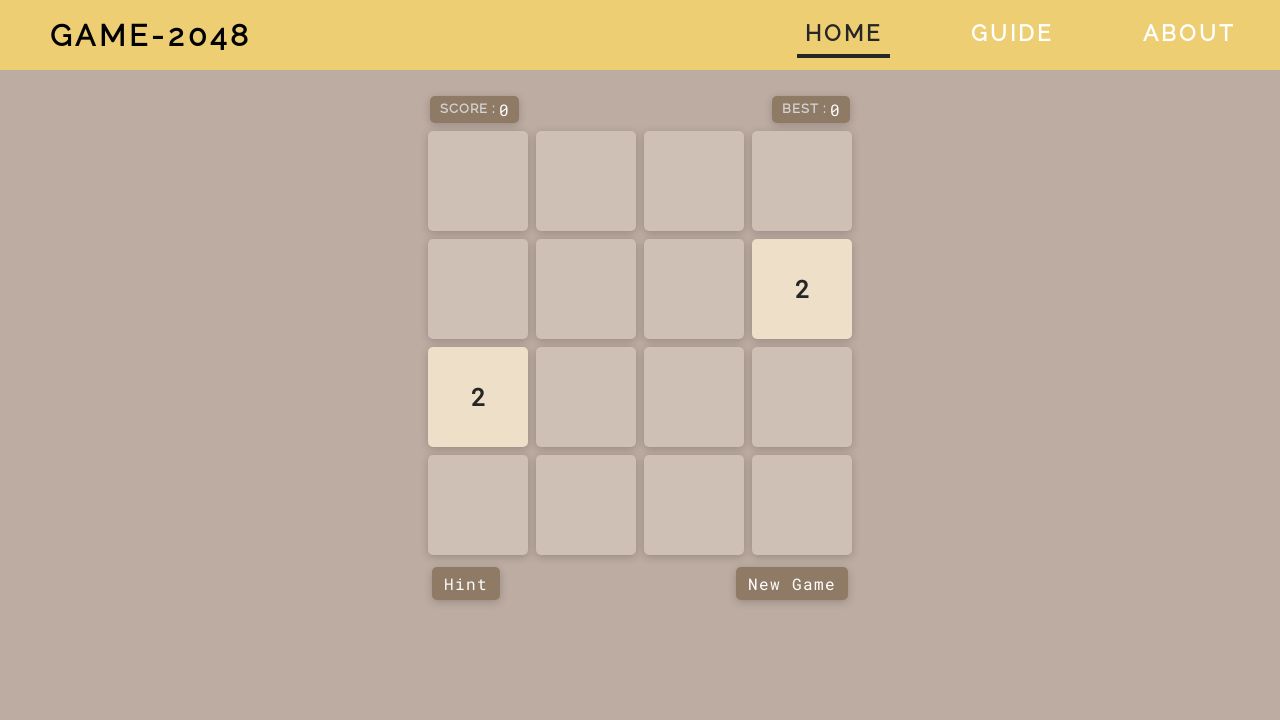 GAME-2048
HOME GUIDE ABOUT
SCORE : 0
BEST : 0
2
2
Hint
New Game